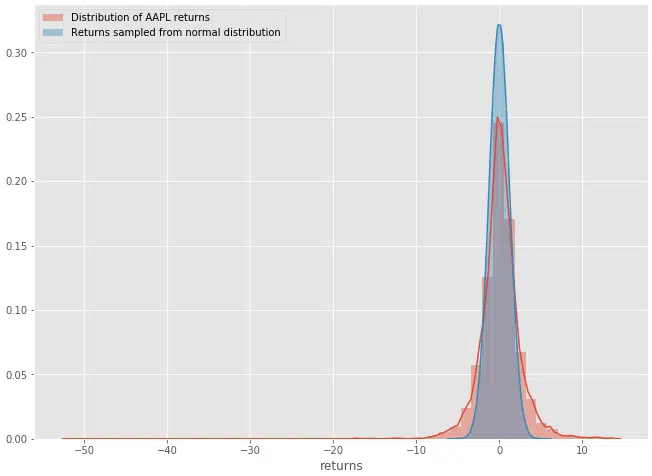 Distribution of AAPL returns
Returns sampled from normal distribution
0.30
0.25
0.20
0.15
0.10
0.05
0.00
−50 −40 −30 −20 −10 0 10
returns